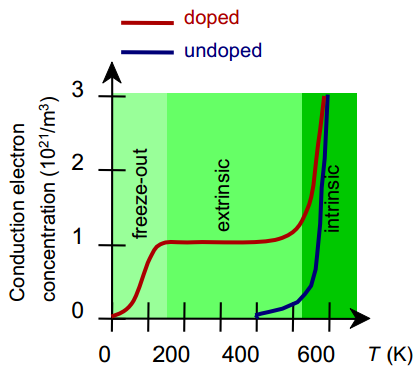 doped
undoped
Conduction electron
concentration (10²¹/m³)
3
2
1
0
freeze-out
extrinsic
intrinsic
0 200 400 600 T (K)